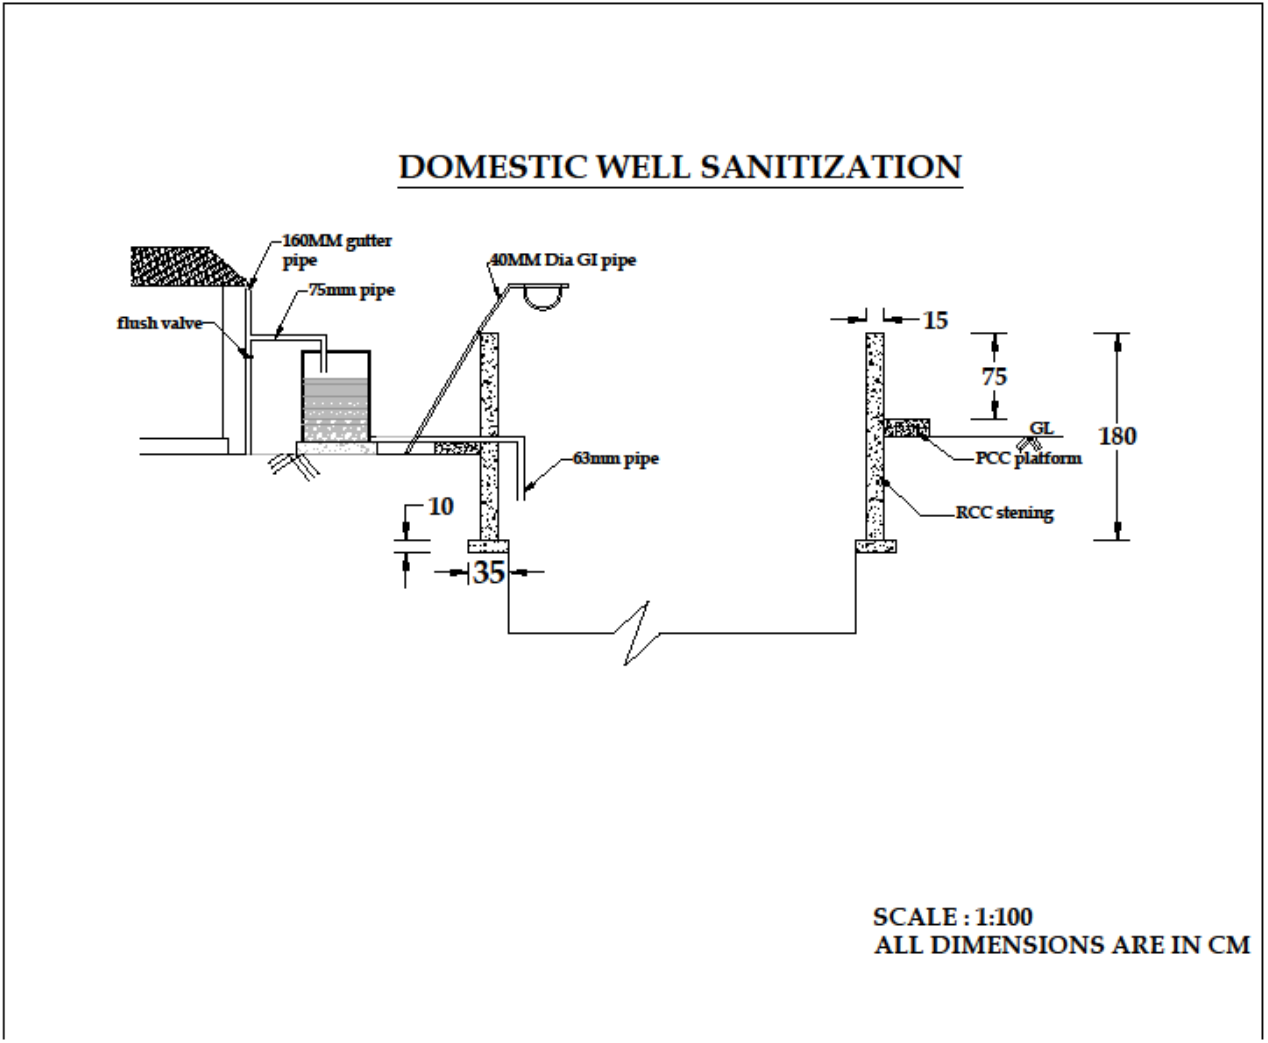 DOMESTIC WELL SANITIZATION
160MM gutter
pipe
40MM Dia GI pipe
75mm pipe
flush valve
15
75
GL
180
PCC platform
63mm pipe
10
RCC stening
35
SCALE : 1:100
ALL DIMENSIONS ARE IN CM